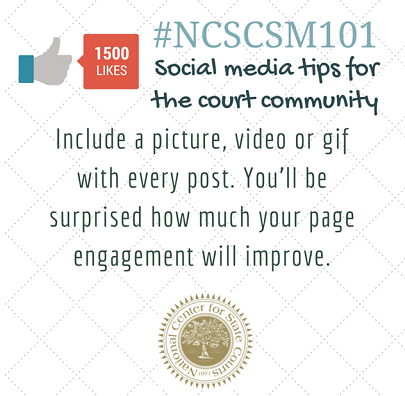 #NCSCSM101
1500
LIKES
Social media tips for
the court community
Include a picture, video or gif
with every post. You'll be
surprised how much your page
engagement will improve.
National Center for State Courts
1971